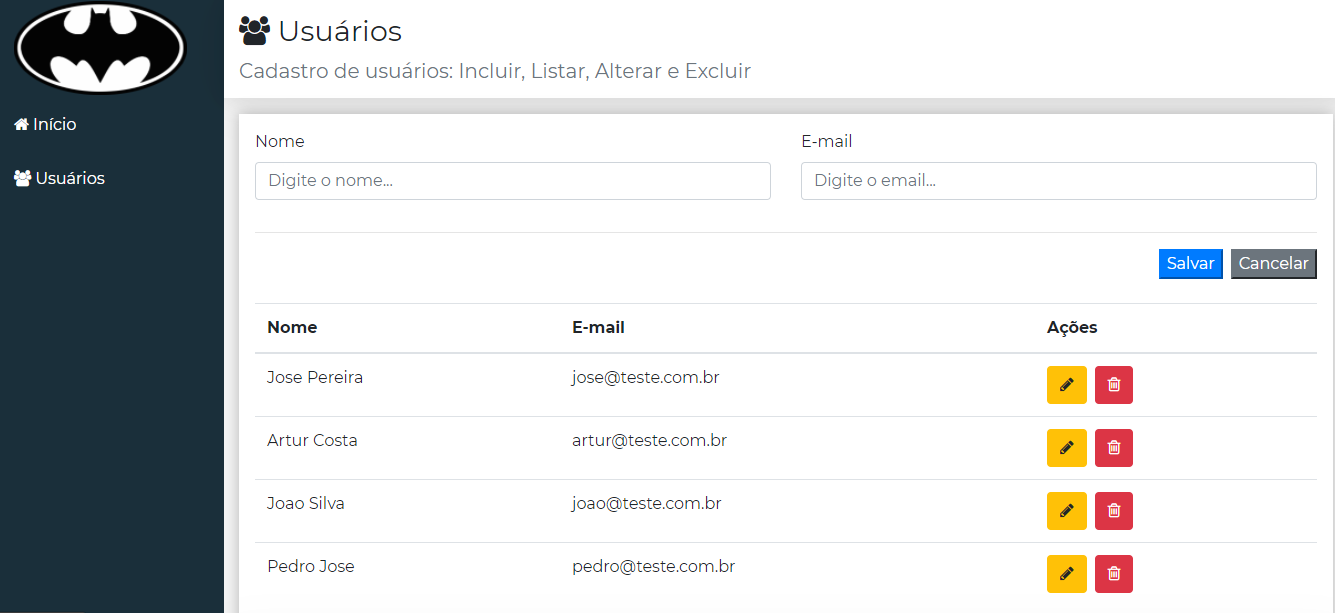 Usuários
Cadastro de usuários: Incluir, Listar, Alterar e Excluir
Início
Usuários
Nome E-mail
Digite o nome... Digite o email...
Salvar Cancelar
Nome E-mail Ações
Jose Pereira jose@teste.com.br
Artur Costa artur@teste.com.br
Joao Silva joao@teste.com.br
Pedro Jose pedro@teste.com.br